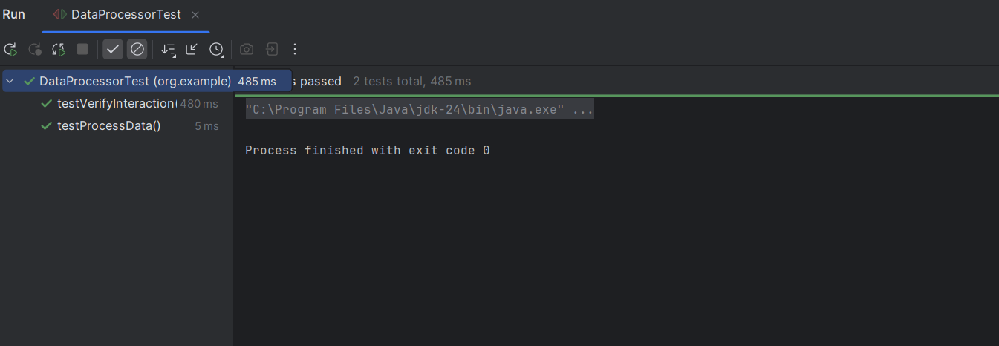 Run DataProcessorTest
DataProcessorTest (org.example) 485 ms
passed 2 tests total, 485 ms
testVerifyInteraction( 480 ms
testProcessData() 5 ms
"C:\Program Files\Java\jdk-24\bin\java.exe" ...
Process finished with exit code 0